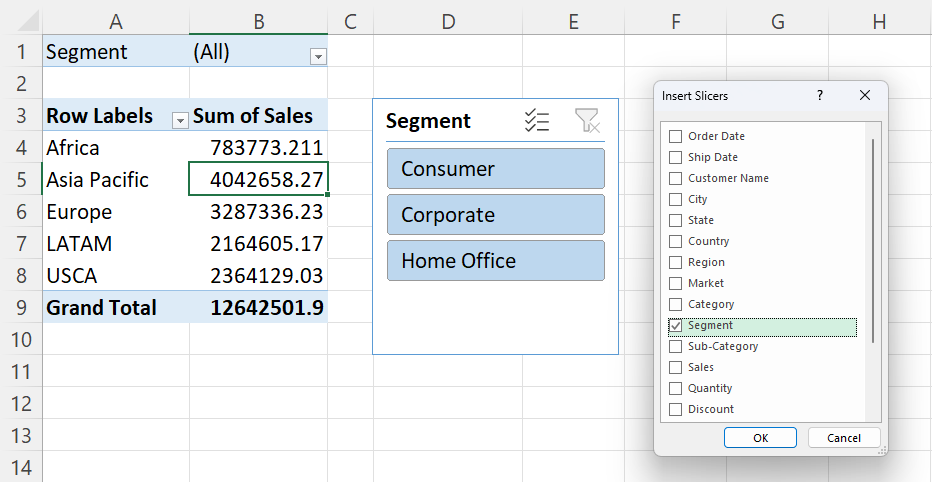 A B C D E F G H
1 Segment (All)
2
3 Row Labels Sum of Sales
4 Africa 783773.211
5 Asia Pacific 4042658.27
6 Europe 3287336.23
7 LATAM 2164605.17
8 USCA 2364129.03
9 Grand Total 12642501.9
10
11
12
13
14
Segment
Consumer
Corporate
Home Office
Insert Slicers ?
Order Date
Ship Date
Customer Name
City
State
Country
Region
Market
Category
Segment
Sub-Category
Sales
Quantity
Discount
OK Cancel